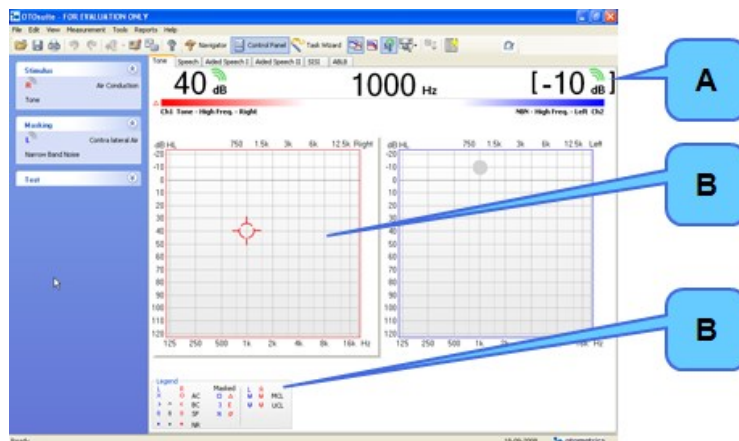 OTOsuite - FOR EVALUATION ONLY
File Edit View Measurement Tools Reports Help
Navigator Control Panel Task Wizard
Tone Speech Aided Speech I Aided Speech II SISI ABLB
Stimulus
R Air Conduction
Tone
Masking
L Contra lateral Air
Narrow Band Noise
Test
40 dB 1000 Hz [-10 dB]
Ch1 Tone - High Freq. - Right NBN - High Freq. - Left Ch2
dB HL 750 1.5k 3k 6k 12.5k Right
-20
-10
0
10
20
30
40
50
60
70
80
90
100
110
120
125 250 500 1k 2k 4k 8k 16k Hz
dB HL 750 1.5k 3k 6k 12.5k Left
-20
-10
0
10
20
30
40
50
60
70
80
90
100
110
120
125 250 500 1k 16k Hz
Legend
L R Masked L R
X O AC M M MCL
BC UCL
SF
NR
Ready
otometrics
A
B
B